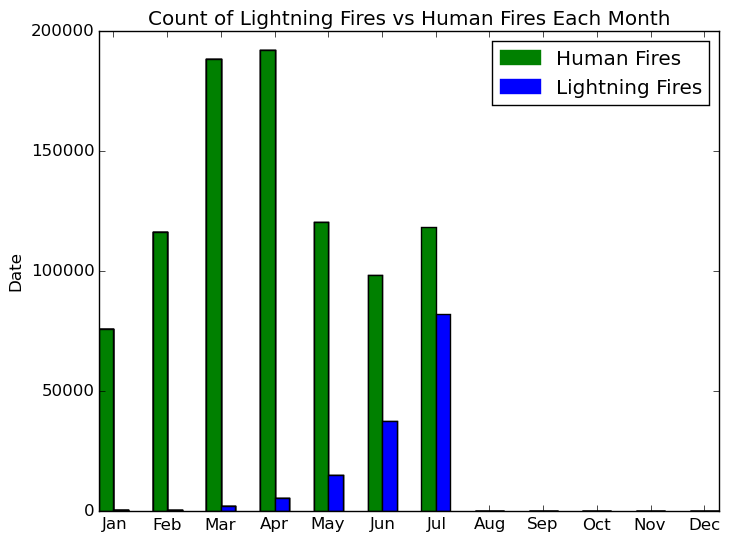 Count of Lightning Fires vs Human Fires Each Month
200000
150000
100000
50000
0
Date
Human Fires
Lightning Fires
Jan Feb Mar Apr May Jun Jul Aug Sep Oct Nov Dec